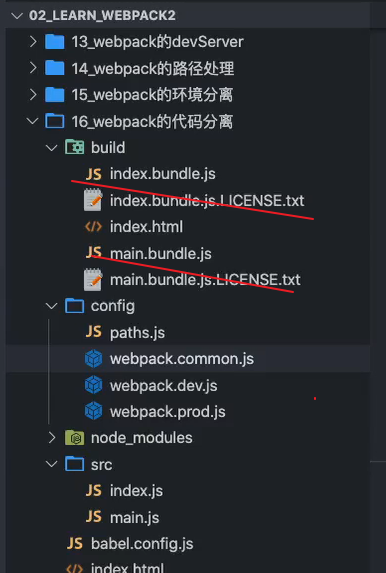 02_LEARN_WEBPACK2
13_webpack的devServer
14_webpack的路径处理
15_webpack的环境分离
16_webpack的代码分离
build
JS index.bundle.js
index.bundle.js.LICENSE.txt
</> index.html
JS main.bundle.js
main.bundle.js.LICENSE.txt
config
JS paths.js
webpack.common.js
webpack.dev.js
webpack.prod.js
node_modules
src
JS index.js
JS main.js
JS babel.config.js
</> index.html